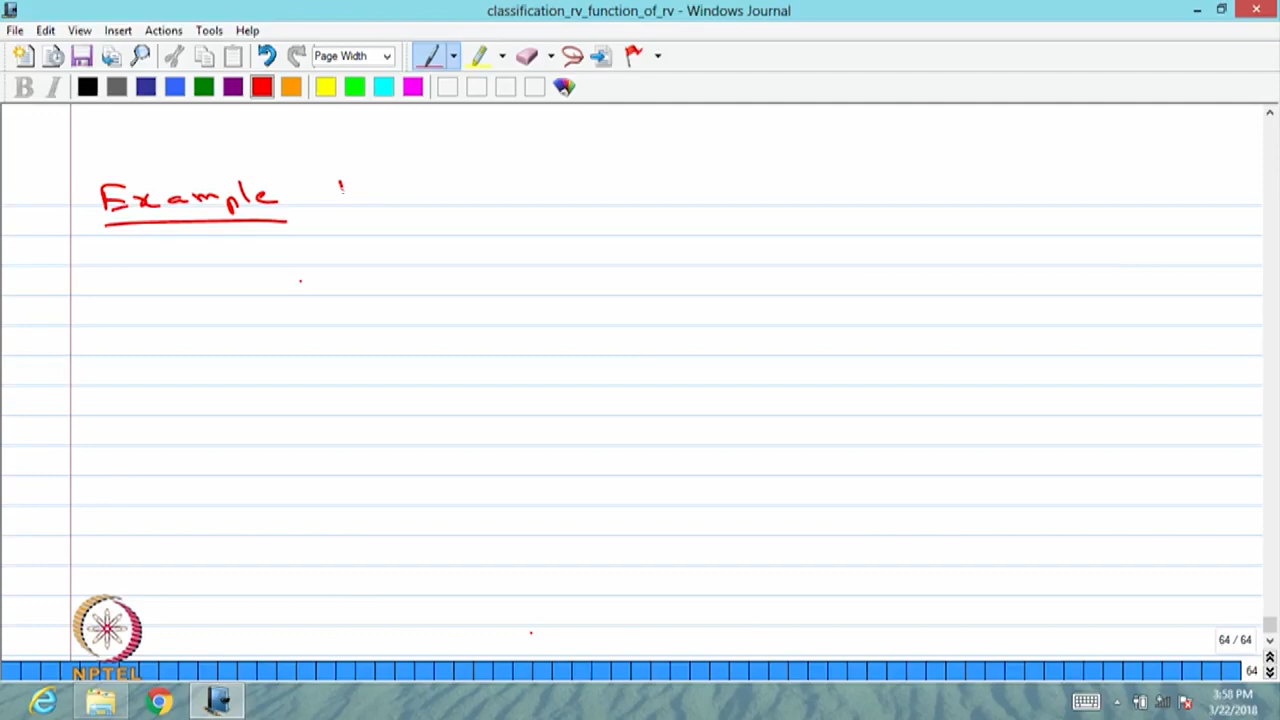 classification_rv_function_of_rv - Windows Journal
File Edit View Insert Actions Tools Help
Page Width
B I
Example
64 / 64
NPTEL
64
3:58 PM
3/22/2018